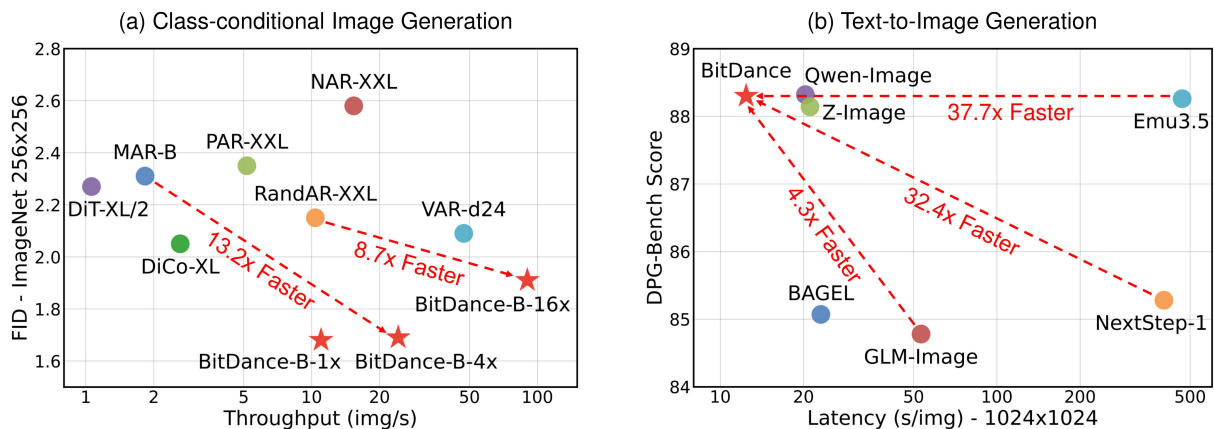 (a) Class-conditional Image Generation
FID - ImageNet 256x256
2.8
2.6
2.4
2.2
2.0
1.8
1.6
NAR-XXL
PAR-XXL
MAR-B
RandAR-XXL
DiT-XL/2
VAR-d24
DiCo-XL
13.2x Faster
8.7x Faster
BitDance-B-16x
BitDance-B-1x
BitDance-B-4x
1
2
5
10
20
50
100
Throughput (img/s)
(b) Text-to-Image Generation
DPG-Bench Score
89
88
87
86
85
84
BitDance
Qwen-Image
Z-Image
37.7x Faster
Emu3.5
4.3x Faster
32.4x Faster
BAGEL
NextStep-1
GLM-Image
10
20
50
100
200
500
Latency (s/img) - 1024x1024